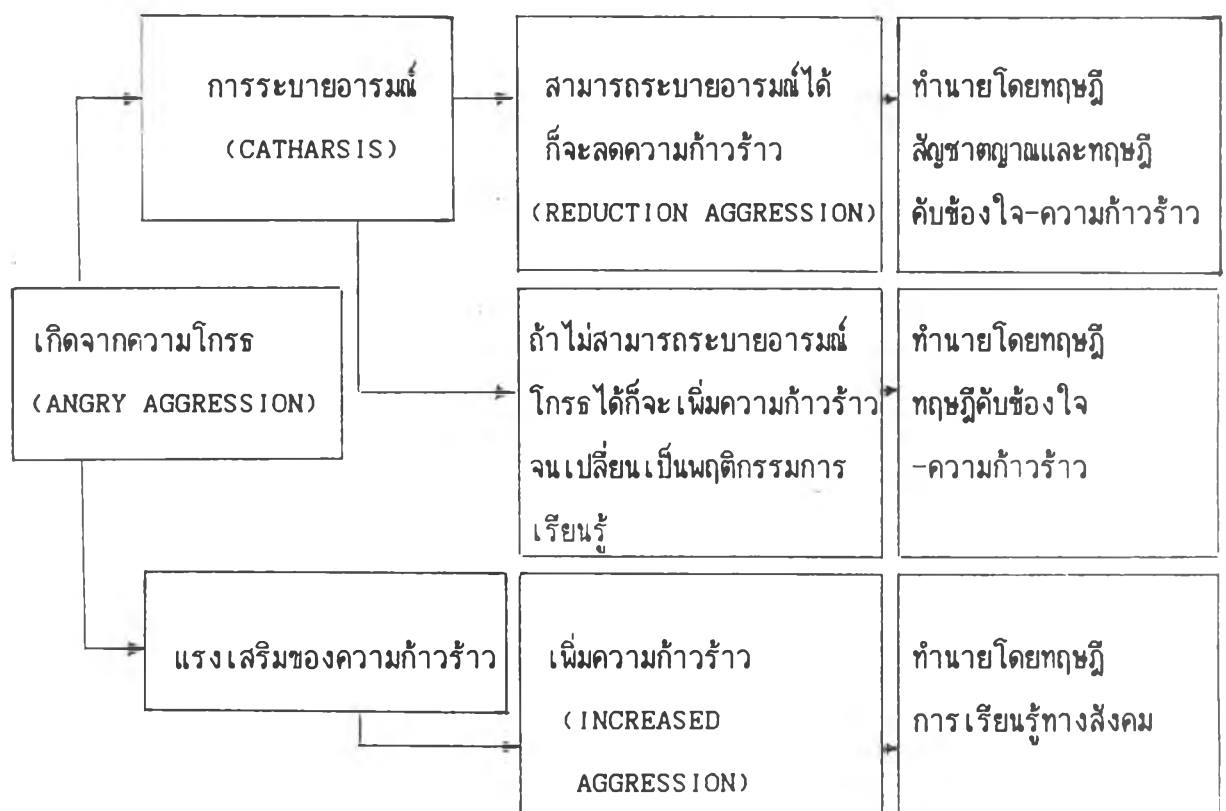 การระบายอารมณ์
(CATHARSIS)
สามารถระบายอารมณ์ได้
ก็จะลดความก้าวร้าว
(REDUCTION AGGRESSION)
ทำนายโดยทฤษฎี
สัญชาตญาณและทฤษฎี
คับข้องใจ-ความก้าวร้าว
เกิดจากความโกรธ
(ANGRY AGGRESSION)
ถ้าไม่สามารถระบายอารมณ์
โกรธได้ก็จะเพิ่มความก้าวร้าว
จนเปลี่ยนเป็นพฤติกรรมการ
เรียนรู้
ทำนายโดยทฤษฎี
ทฤษฎีคับข้องใจ
-ความก้าวร้าว
แรงเสริมของความก้าวร้าว
เพิ่มความก้าวร้าว
(INCREASED
AGGRESSION)
ทำนายโดยทฤษฎี
การเรียนรู้ทางสังคม